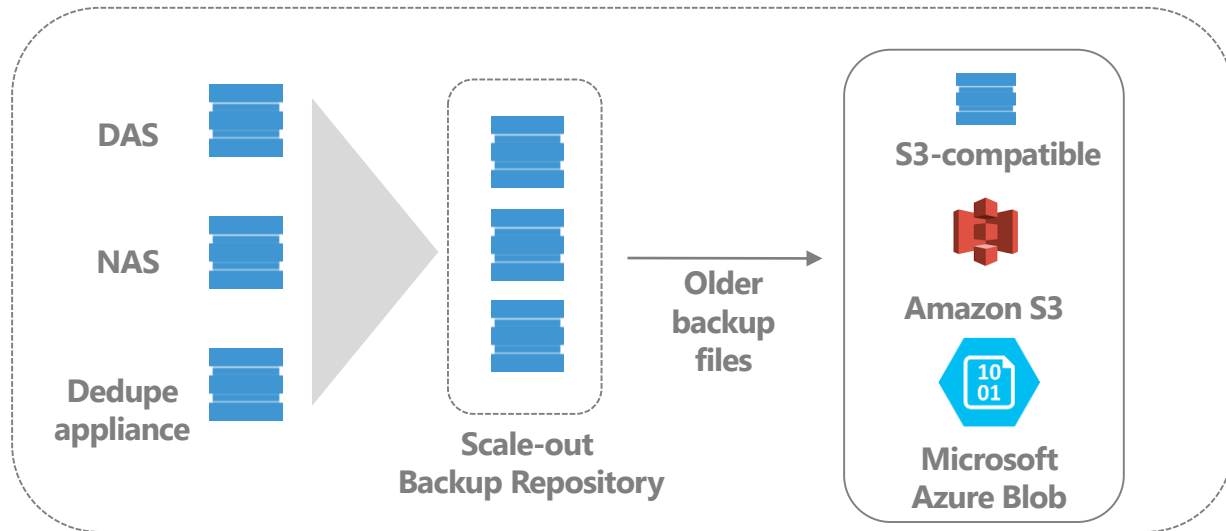 DAS
NAS
Dedupe
appliance
Scale-out
Backup Repository
Older
backup
files
S3-compatible
Amazon S3
10
01
Microsoft
Azure Blob